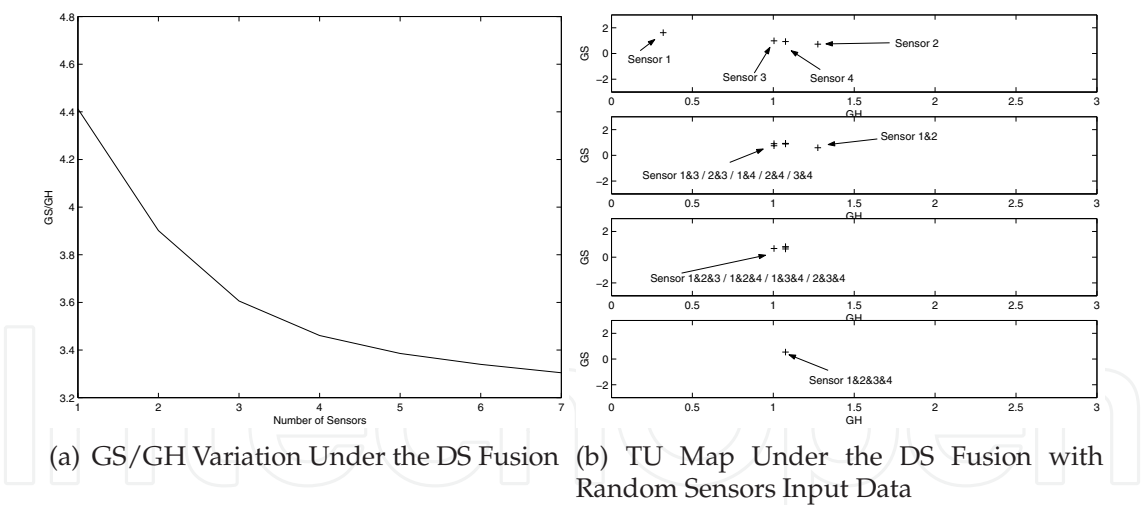 4.8
4.6
4.4
4.2
4
3.8
3.6
3.4
3.2
GS/GH
1 2 3 4 5 6 7
Number of Sensors
2
0
−2
GS
Sensor 1
Sensor 3
Sensor 4
Sensor 2
0 0.5 1 1.5 2 2.5 3
GH
2
0
−2
GS
Sensor 1&2
Sensor 1&3 / 2&3 / 1&4 / 2&4 / 3&4
0 0.5 1 1.5 2 2.5 3
GH
2
0
−2
GS
Sensor 1&2&3 / 1&2&4 / 1&3&4 / 2&3&4
0 0.5 1 1.5 2 2.5 3
GH
2
0
−2
GS
Sensor 1&2&3&4
0 0.5 1 1.5 2 2.5 3
GH
(a) GS/GH Variation Under the DS Fusion
(b) TU Map Under the DS Fusion with
Random Sensors Input Data